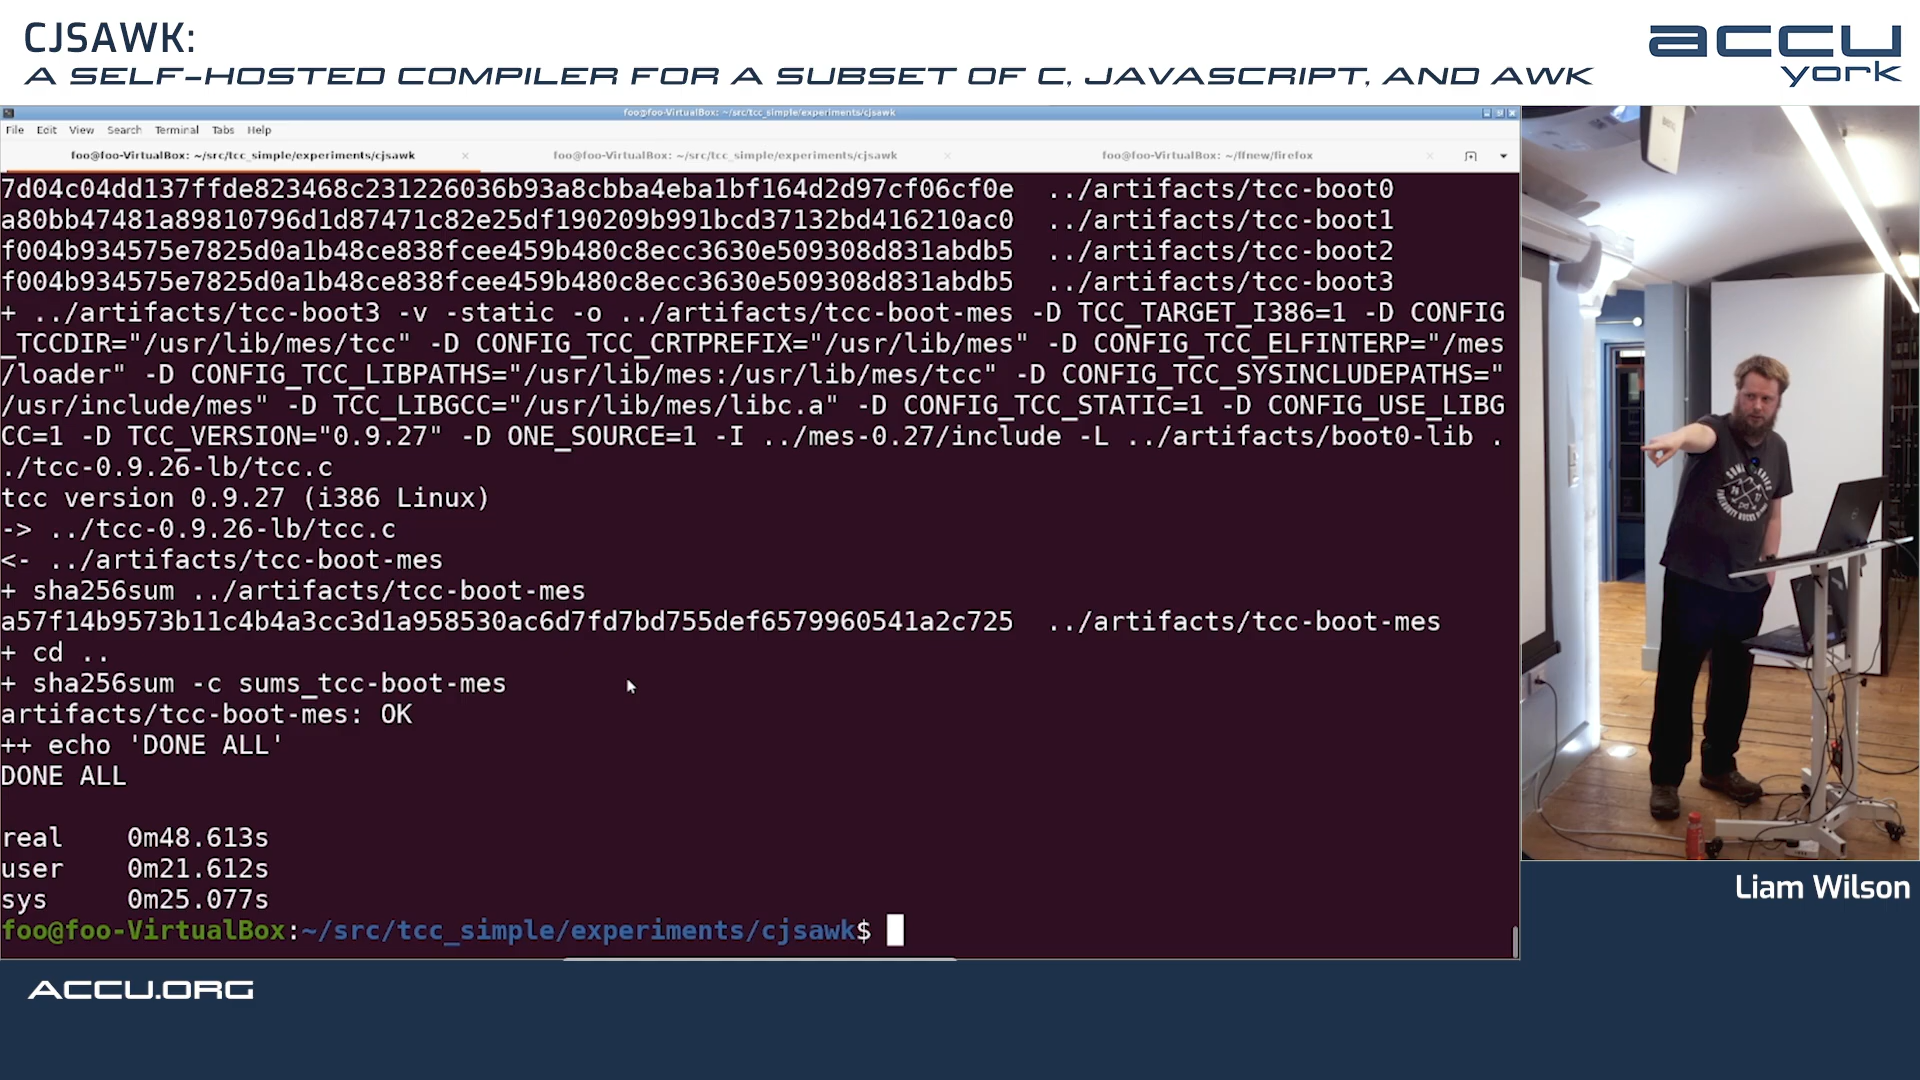 CJSAWK:
A SELF-HOSTED COMPILER FOR A SUBSET OF C, JAVASCRIPT, AND AWK
accu
york
foo@foo-VirtualBox: ~/src/tcc_simple/experiments/cjsawk
File Edit View Search Terminal Tabs Help
foo@foo-VirtualBox: ~/src/tcc_simple/experiments/cjsawk × foo@foo-VirtualBox: ~/src/tcc_simple/experiments/cjsawk × foo@foo-VirtualBox: ~/ffnew/firefox ×
7d04c04dd137ffde823468c231226036b93a8cbba4eba1bf164d2d97cf06cf0e ../artifacts/tcc-boot0
a80bb47481a89810796d1d87471c82e25df190209b991bcd37132bd416210ac0 ../artifacts/tcc-boot1
f004b934575e7825d0a1b48ce838fcee459b480c8ecc3630e509308d831abdb5 ../artifacts/tcc-boot2
f004b934575e7825d0a1b48ce838fcee459b480c8ecc3630e509308d831abdb5 ../artifacts/tcc-boot3
+ ../artifacts/tcc-boot3 -v -static -o ../artifacts/tcc-boot-mes -D TCC_TARGET_I386=1 -D CONFIG
_TCCDIR="/usr/lib/mes/tcc" -D CONFIG_TCC_CRTPREFIX="/usr/lib/mes" -D CONFIG_TCC_ELFINTERP="/mes
/loader" -D CONFIG_TCC_LIBPATHS="/usr/lib/mes:/usr/lib/mes/tcc" -D CONFIG_TCC_SYSINCLUDEPATHS="
/usr/include/mes" -D TCC_LIBGCC="/usr/lib/mes/libc.a" -D CONFIG_TCC_STATIC=1 -D CONFIG_USE_LIBG
CC=1 -D TCC_VERSION="0.9.27" -D ONE_SOURCE=1 -I ../mes-0.27/include -L ../artifacts/boot0-lib .
./tcc-0.9.26-lb/tcc.c
tcc version 0.9.27 (i386 Linux)
-> ../tcc-0.9.26-lb/tcc.c
<- ../artifacts/tcc-boot-mes
+ sha256sum ../artifacts/tcc-boot-mes
a57f14b9573b11c4b4a3cc3d1a958530ac6d7fd7bd755def6579960541a2c725 ../artifacts/tcc-boot-mes
+ cd ..
+ sha256sum -c sums_tcc-boot-mes
artifacts/tcc-boot-mes: OK
++ echo 'DONE ALL'
DONE ALL
real 0m48.613s
user 0m21.612s
sys 0m25.077s
foo@foo-VirtualBox:~/src/tcc_simple/experiments/cjsawk$
Liam Wilson
ACCU.ORG